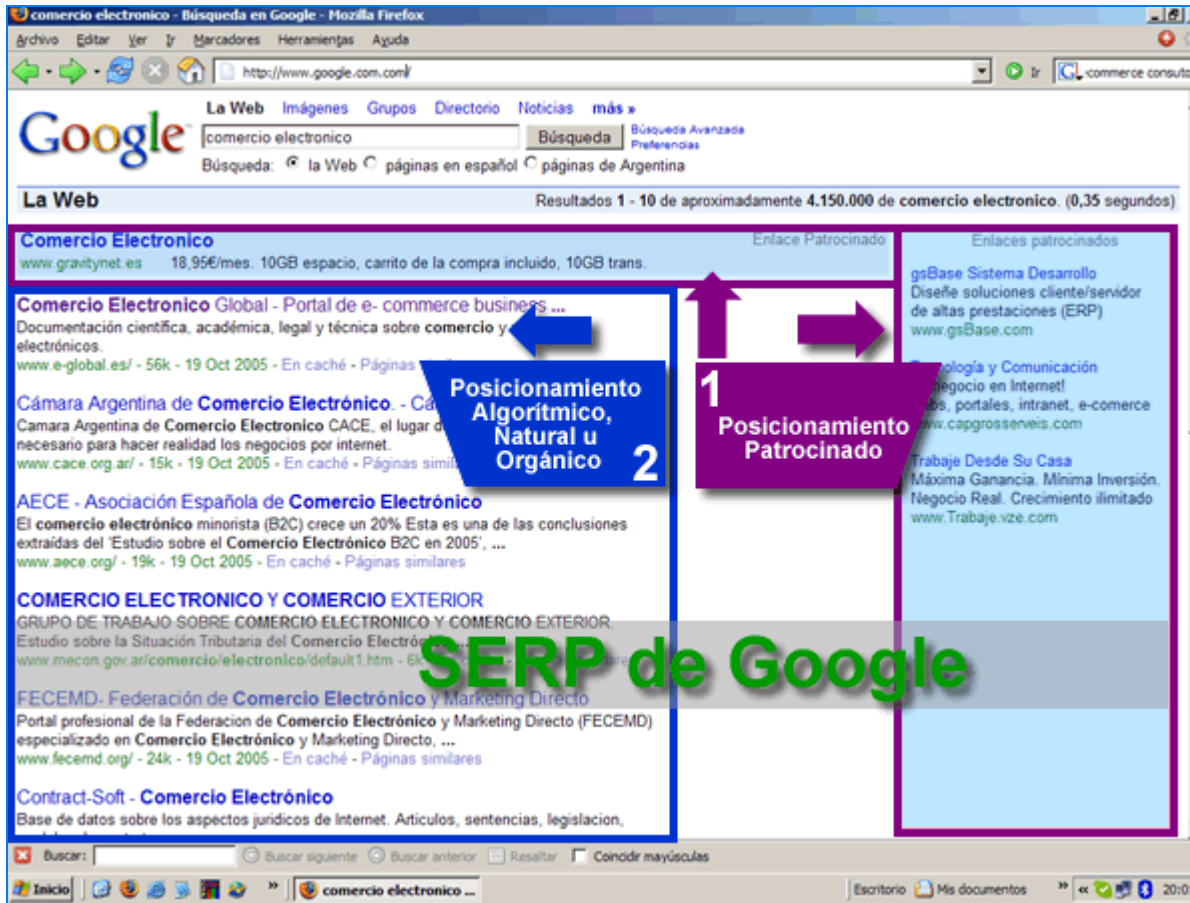 comercio electronico - Búsqueda en Google - Mozilla Firefox
Archivo Editar Ver Ir Marcadores Herramientas Ayuda
http://www.google.com.com/
Ir
G commerce consuto
La Web Imágenes Grupos Directorio Noticias más »
Google
comercio electronico
Búsqueda
Búsqueda Avanzada
Preferencias
Búsqueda: la Web páginas en español páginas de Argentina
La Web
Resultados 1 - 10 de aproximadamente 4.150.000 de comercio electronico. (0,35 segundos)
Comercio Electronico
Enlace Patrocinado
www.gravitynet.es 18,95€/mes. 10GB espacio, carrito de la compra incluido, 10GB trans.
Comercio Electronico Global - Portal de e- commerce business ...
Documentación científica, académica, legal y técnica sobre comercio y
electrónicos.
www.e-global.es/ - 56k - 19 Oct 2005 - En caché - Páginas
Cámara Argentina de Comercio Electrónico. -
Camara Argentina de Comercio Electronico CACE, el lugar
necesario para hacer realidad los negocios por internet.
www.cace.org.ar/ - 15k - 19 Oct 2005 - En caché - Páginas
AECE - Asociación Española de Comercio Electrónico
El comercio electrónico minorista (B2C) crece un 20% Esta es una de las conclusiones
extraídas del 'Estudio sobre el Comercio Electrónico B2C en 2005', ...
www.aece.org/ - 19k - 19 Oct 2005 - En caché - Páginas similares
COMERCIO ELECTRONICO Y COMERCIO EXTERIOR
GRUPO DE TRABAJO SOBRE COMERCIO ELECTRONICO Y COMERCIO EXTERIOR.
Estudio sobre la Situación Tributaria del Comercio
www.mecon.gov.ar/comercio/electronico/default1.htm - 6k
FECEMD- Federación de Comercio Electrónico y Marketing Directo
Portal profesional de la Federacion de Comercio Electrónico y Marketing Directo (FECEMD)
especializado en Comercio Electrónico y Marketing Directo, ...
www.fecemd.org/ - 24k - 19 Oct 2005 - En caché - Páginas similares
Contract-Soft - Comercio Electrónico
Base de datos sobre los aspectos juridicos de Internet. Articulos, sentencias, legislacion,
Posicionamiento
Algorítmico,
Natural u
Orgánico
2
1
Posicionamiento
Patrocinado
Enlaces patrocinados
gsBase Sistema Desarrollo
Diseñe soluciones cliente/servidor
de altas prestaciones (ERP)
www.gsBase.com
y Comunicación
negocio en Internet!
portales, intranet, e-comerce
www.capgrosserveis.com
Trabaje Desde Su Casa
Máxima Ganancia. Mínima Inversión.
Negocio Real. Crecimiento ilimitado
www.Trabaje.vze.com
SERP de Google
Buscar:
Buscar siguiente Buscar anterior Resaltar Coincidir mayúsculas
Inicio
»
comercio electronico ...
Escritorio Mis documentos » «